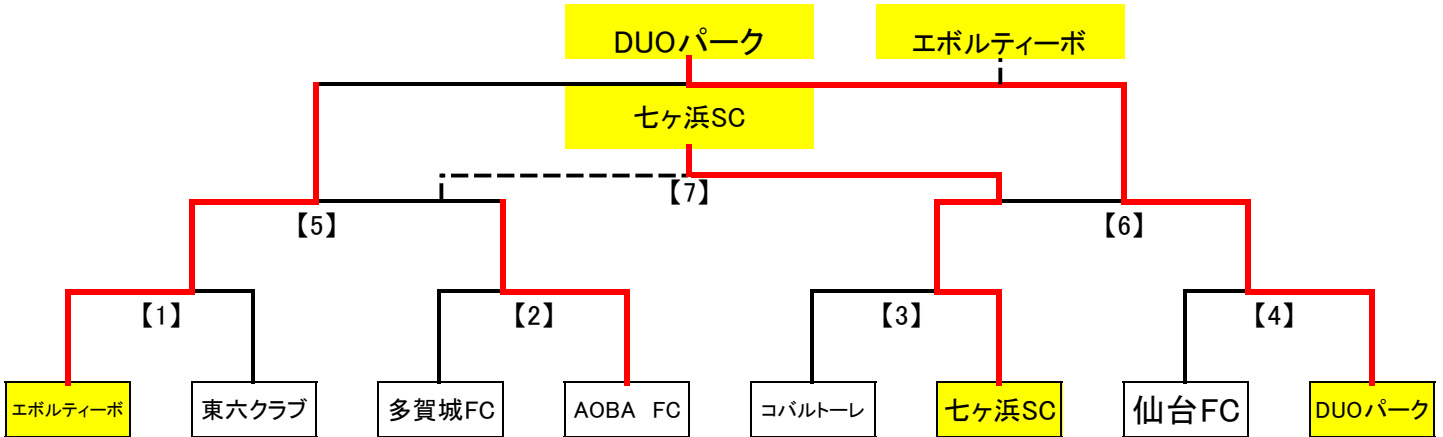 DUOパーク
エボルティーボ
七ヶ浜SC
【7】
【5】
【6】
【1】
【2】
【3】
【4】
エボルティーボ
東六クラブ
多賀城FC
AOBA　FC
コバルトーレ
七ヶ浜SC
仙台FC
DUOパーク